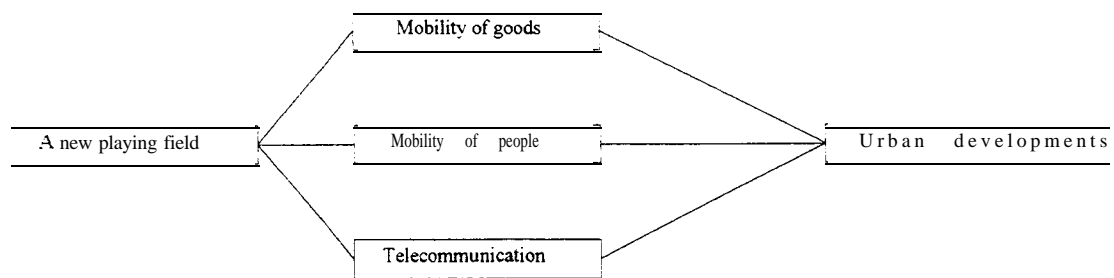 Mobility of goods
A new playing field
Mobility of people
Urban developments
Telecommunication